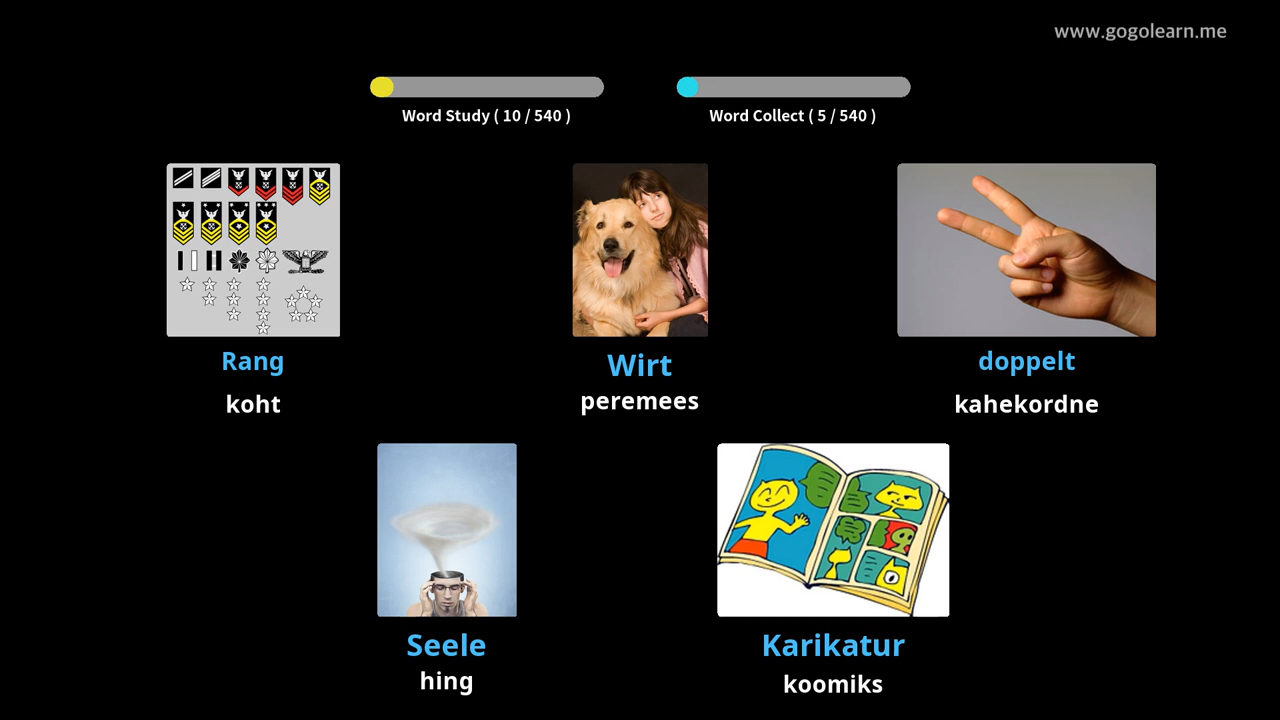 www.gogolearn.me
Word Study ( 10 / 540 )
Word Collect ( 5 / 540 )
Rang
koht
Wirt
peremees
doppelt
kahekordne
Seele
hing
Karikatur
koomiks